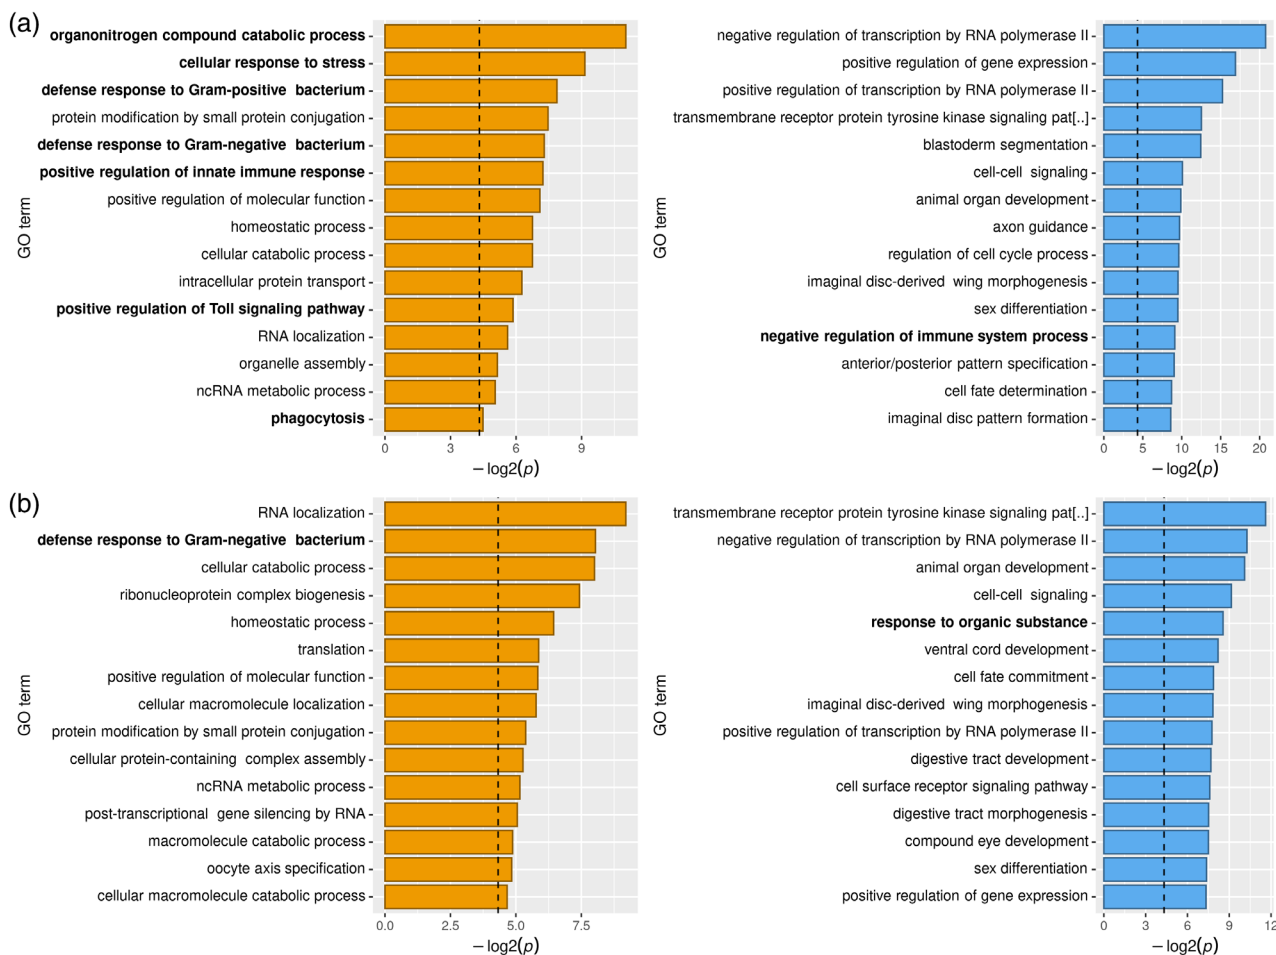 (a)
GO term
organonitrogen compound catabolic process
cellular response to stress
defense response to Gram-positive bacterium
protein modification by small protein conjugation
defense response to Gram-negative bacterium
positive regulation of innate immune response
positive regulation of molecular function
homeostatic process
cellular catabolic process
intracellular protein transport
positive regulation of Toll signaling pathway
RNA localization
organelle assembly
ncRNA metabolic process
phagocytosis
0 3 6 9
−log2(p)
GO term
negative regulation of transcription by RNA polymerase II
positive regulation of gene expression
positive regulation of transcription by RNA polymerase II
transmembrane receptor protein tyrosine kinase signaling pat[..]
blastoderm segmentation
cell-cell signaling
animal organ development
axon guidance
regulation of cell cycle process
imaginal disc-derived wing morphogenesis
sex differentiation
negative regulation of immune system process
anterior/posterior pattern specification
cell fate determination
imaginal disc pattern formation
0 5 10 15 20
−log2(p)
(b)
GO term
RNA localization
defense response to Gram-negative bacterium
cellular catabolic process
ribonucleoprotein complex biogenesis
homeostatic process
translation
positive regulation of molecular function
cellular macromolecule localization
protein modification by small protein conjugation
cellular protein-containing complex assembly
ncRNA metabolic process
post-transcriptional gene silencing by RNA
macromolecule catabolic process
oocyte axis specification
cellular macromolecule catabolic process
0.0 2.5 5.0 7.5
−log2(p)
GO term
transmembrane receptor protein tyrosine kinase signaling pat[..]
negative regulation of transcription by RNA polymerase II
animal organ development
cell-cell signaling
response to organic substance
ventral cord development
cell fate commitment
imaginal disc-derived wing morphogenesis
positive regulation of transcription by RNA polymerase II
digestive tract development
cell surface receptor signaling pathway
digestive tract morphogenesis
compound eye development
sex differentiation
positive regulation of gene expression
0 3 6 9 12
−log2(p)